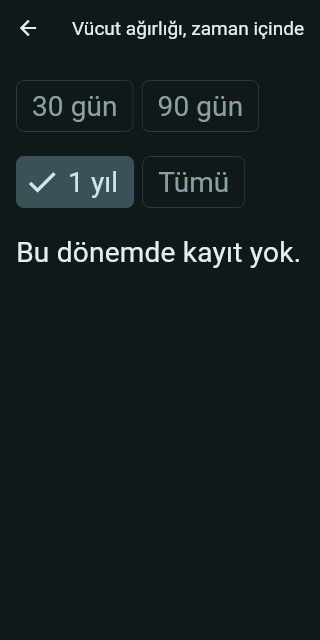 Vücut ağırlığı, zaman içinde
30 gün
90 gün
1 yıl
Tümü
Bu dönemde kayıt yok.